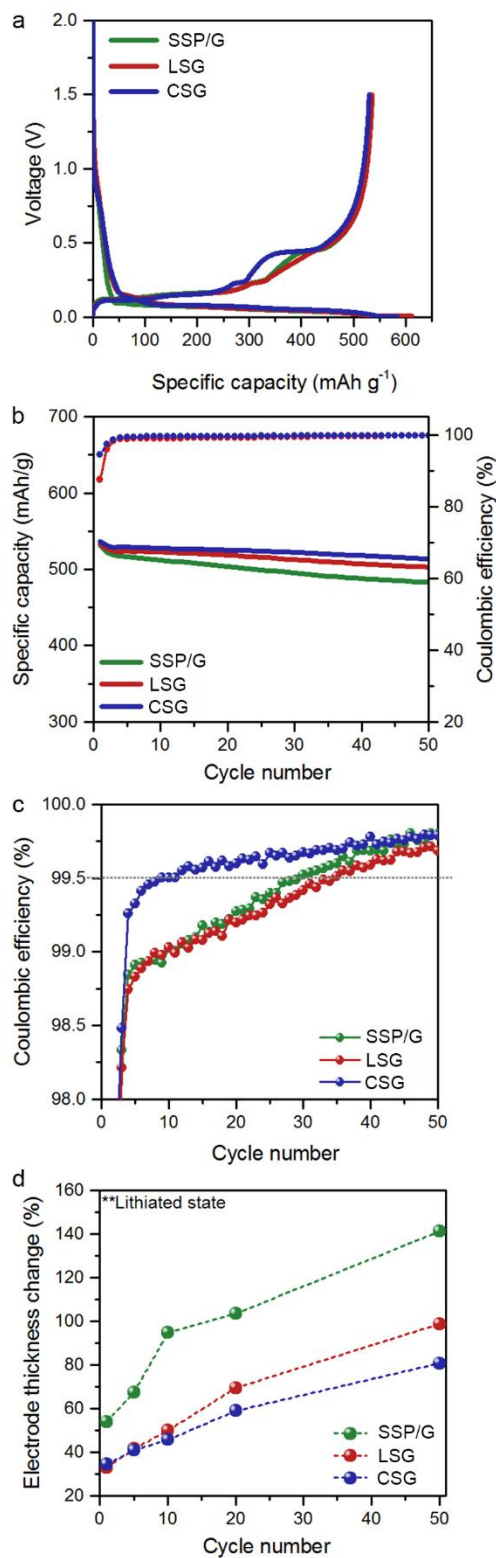 a
SSP/G
LSG
CSG
2.0
1.5
1.0
0.5
0.0
Voltage (V)
0 100 200 300 400 500 600
Specific capacity (mAh g⁻¹)
b
700
600
500
400
300
Specific capacity (mAh/g)
100
80
60
40
20
Coulombic efficiency (%)
SSP/G
LSG
CSG
0 10 20 30 40 50
Cycle number
c
100.0
99.5
99.0
98.5
98.0
Coulombic efficiency (%)
SSP/G
LSG
CSG
0 10 20 30 40 50
Cycle number
d
**Lithiated state
160
140
120
100
80
60
40
20
Electrode thickness change (%)
SSP/G
LSG
CSG
0 10 20 30 40 50
Cycle number